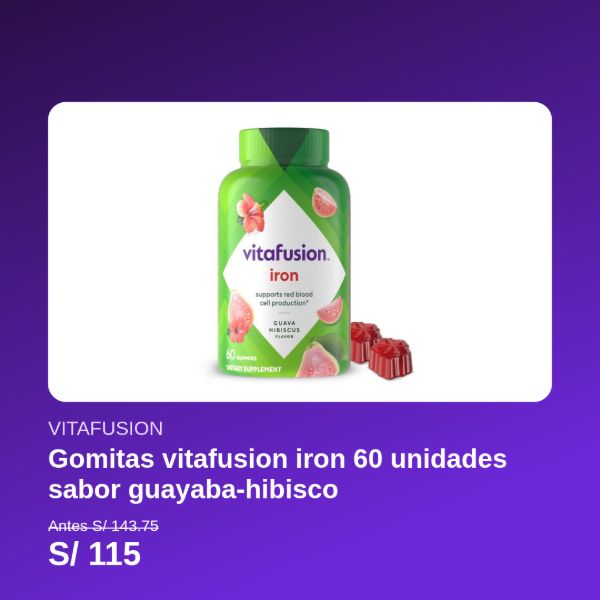 vitafusion
iron
supports red blood
cell production*
GUAVA
HIBISCUS
FLAVOR
60 GUMMIES
DIETARY SUPPLEMENT
VITAFUSION
Gomitas vitafusion iron 60 unidades
sabor guayaba-hibisco
Antes S/ 143.75
S/ 115